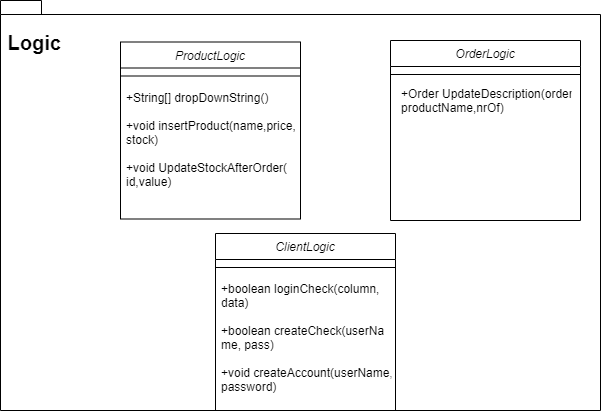 Logic
ProductLogic
+String[] dropDownString()
+void insertProduct(name,price,
stock)
+void UpdateStockAfterOrder(
id,value)
OrderLogic
+Order UpdateDescription(order
productName,nrOf)
ClientLogic
+boolean loginCheck(column,
data)
+boolean createCheck(userNa
me, pass)
+void createAccount(userName,
password)